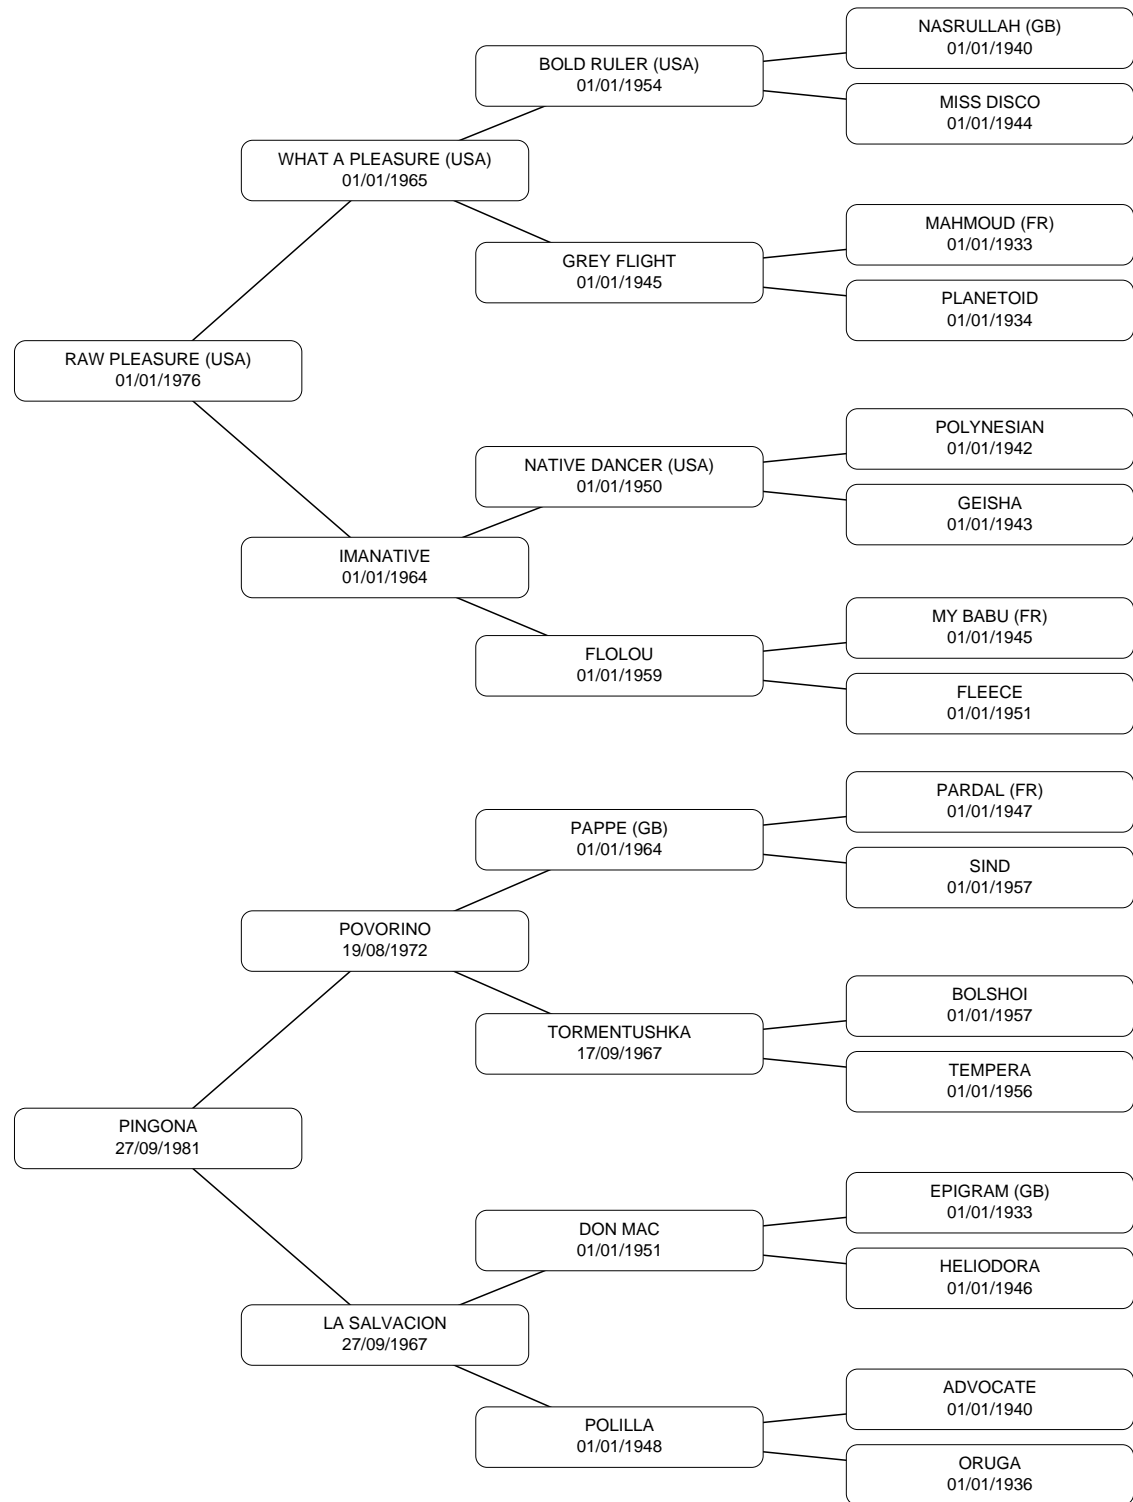 NASRULLAH (GB)
01/01/1940
BOLD RULER (USA)
01/01/1954
MISS DISCO
01/01/1944
WHAT A PLEASURE (USA)
01/01/1965
MAHMOUD (FR)
01/01/1933
GREY FLIGHT
01/01/1945
PLANETOID
01/01/1934
RAW PLEASURE (USA)
01/01/1976
POLYNESIAN
01/01/1942
NATIVE DANCER (USA)
01/01/1950
GEISHA
01/01/1943
IMANATIVE
01/01/1964
MY BABU (FR)
01/01/1945
FLOLOU
01/01/1959
FLEECE
01/01/1951
PARDAL (FR)
01/01/1947
PAPPE (GB)
01/01/1964
SIND
01/01/1957
POVORINO
19/08/1972
BOLSHOI
01/01/1957
TORMENTUSHKA
17/09/1967
TEMPERA
01/01/1956
PINGONA
27/09/1981
EPIGRAM (GB)
01/01/1933
DON MAC
01/01/1951
HELIODORA
01/01/1946
LA SALVACION
27/09/1967
ADVOCATE
01/01/1940
POLILLA
01/01/1948
ORUGA
01/01/1936